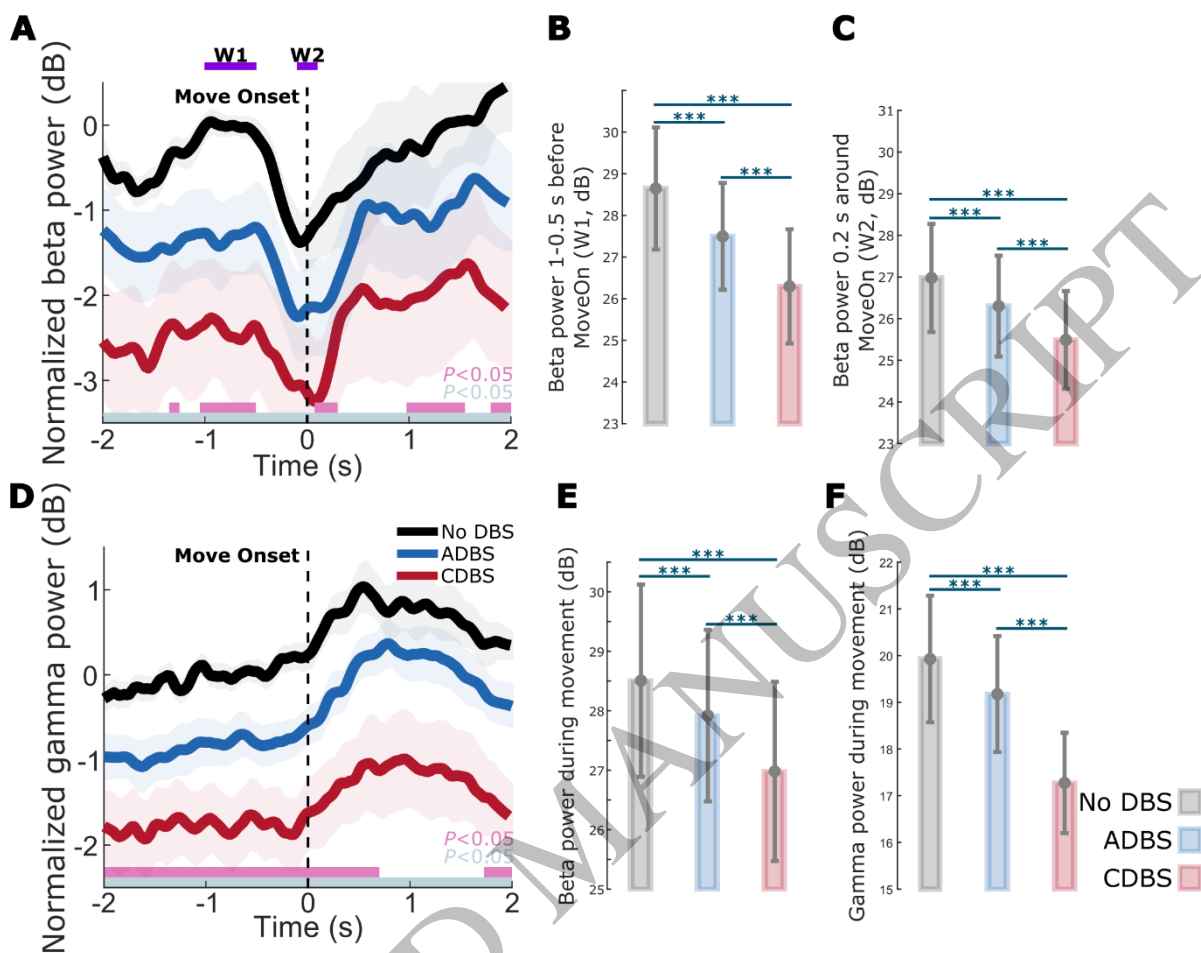 A
W1
W2
Move Onset
Normalized beta power (dB)
0
-1
-2
-3
P<0.05
P<0.05
-2
-1
0
1
2
Time (s)
B
***
***
***
Beta power 1-0.5 s before
MoveOn (W1, dB)
31
30
29
28
27
26
25
24
23
C
***
***
***
Beta power 0.2 s around
MoveOn (W2, dB)
31
30
29
28
27
26
25
24
23
D
Move Onset
No DBS
ADBS
CDBS
Normalized gamma power (dB)
1
0
-1
-2
P<0.05
P<0.05
-2
-1
0
1
2
Time (s)
E
***
***
***
Beta power during movement (dB)
30
29
28
27
26
25
F
***
***
***
Gamma power during movement (dB)
22
21
20
19
18
17
16
15
No DBS
ADBS
CDBS
D MANUSCRIPT